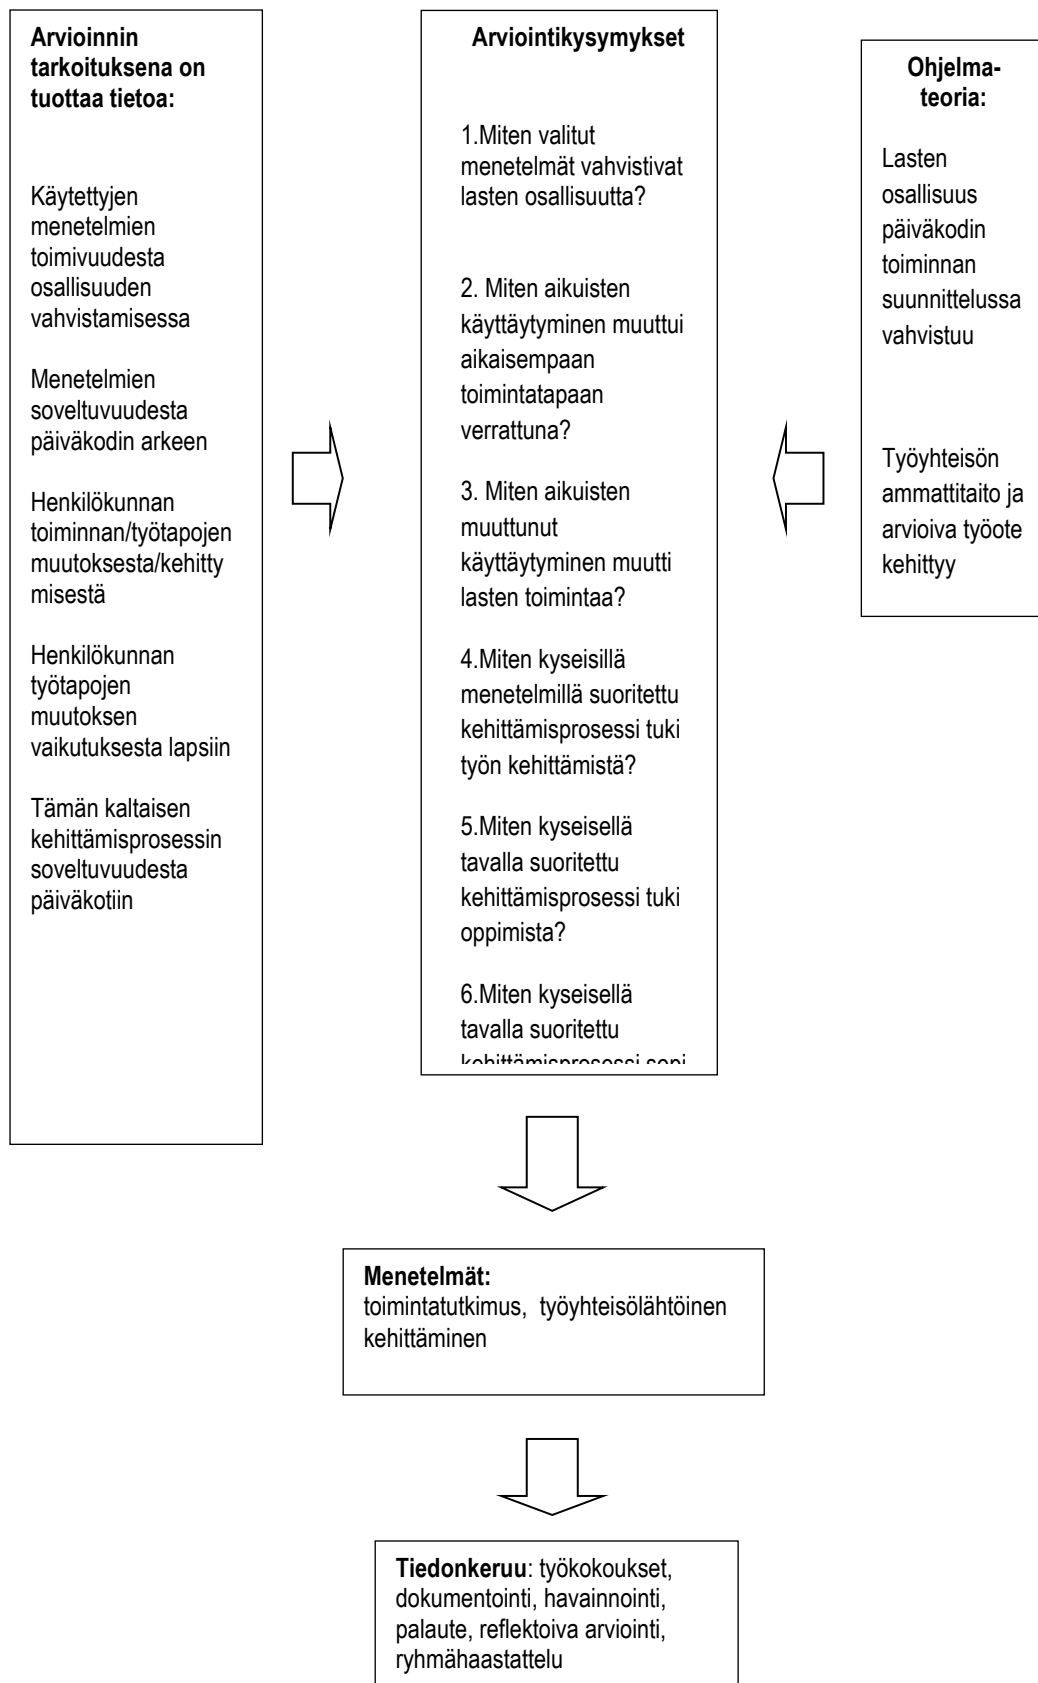 Arvioinnin
tarkoituksena on
tuottaa tietoa:
Käytettyjen
menetelmien
toimivuudesta
osallisuuden
vahvistamisessa
Menetelmien
soveltuvuudesta
päiväkodin arkeen
Henkilökunnan
toiminnan/työtapojen
muutoksesta/kehitty
misestä
Henkilökunnan
työtapojen
muutoksen
vaikutuksesta lapsiin
Tämän kaltaisen
kehittämisprosessin
soveltuvuudesta
päiväkotiin
Arviointikysymykset
1.Miten valitut
menetelmät vahvistivat
lasten osallisuutta?
2. Miten aikuisten
käyttäytyminen muuttui
aikaisempaan
toimintatapaan
verrattuna?
3. Miten aikuisten
muuttunut
käyttäytyminen muutti
lasten toimintaa?
4.Miten kyseisillä
menetelmillä suoritettu
kehittämisprosessi tuki
työn kehittämistä?
5.Miten kyseisellä
tavalla suoritettu
kehittämisprosessi tuki
oppimista?
6.Miten kyseisellä
tavalla suoritettu
kehittämisprosessi sopi
Ohjelma-
teoria:
Lasten
osallisuus
päiväkodin
toiminnan
suunnittelussa
vahvistuu
Työyhteisön
ammattitaito ja
arvioiva työote
kehittyy
Menetelmät:
toimintatutkimus, työyhteisölähtöinen
kehittäminen
Tiedonkeruu: työkokoukset,
dokumentointi, havainnointi,
palaute, reflektoiva arviointi,
ryhmähaastattelu